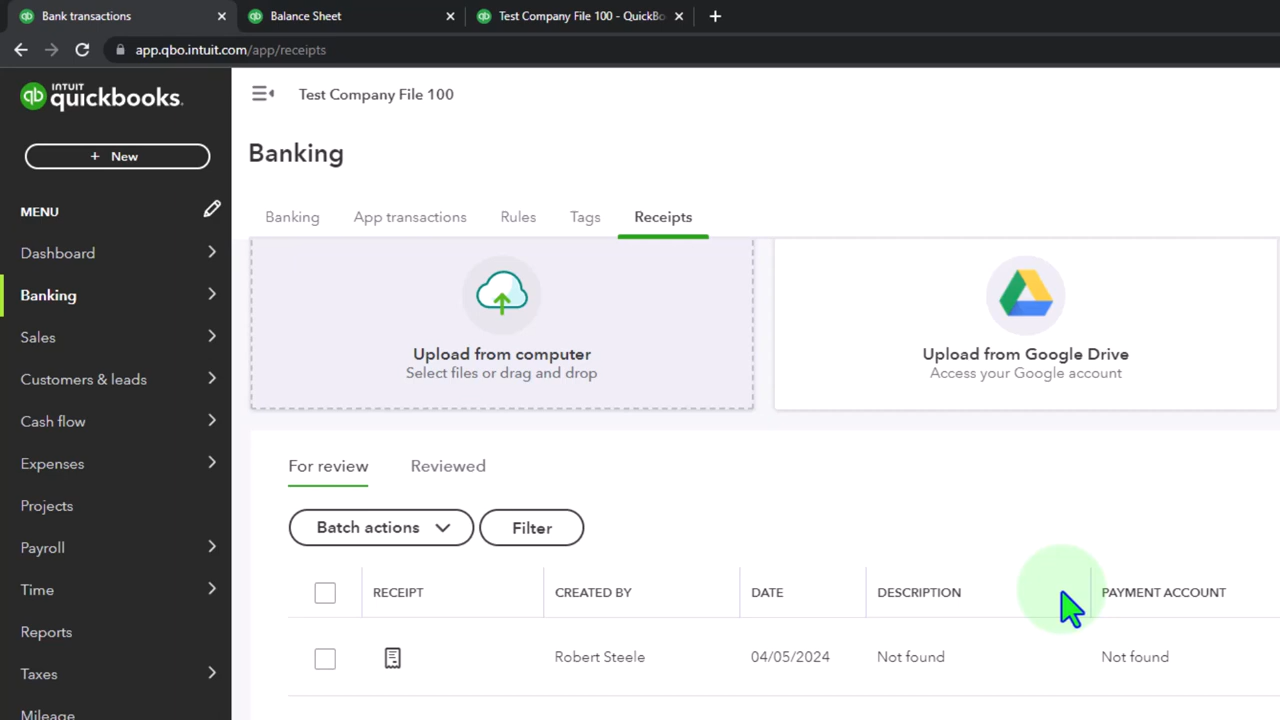 Bank transactions
Balance Sheet
Test Company File 100 - QuickBo
app.qbo.intuit.com/app/receipts
INTUIT
quickbooks.
qb
Test Company File 100
+ New
Banking
MENU
Banking App transactions Rules Tags Receipts
Dashboard
Banking
Sales
Customers & leads
Cash flow
Expenses
Projects
Payroll
Time
Reports
Taxes
Mileage
Upload from computer
Select files or drag and drop
Upload from Google Drive
Access your Google account
For review Reviewed
Batch actions Filter
RECEIPT CREATED BY DATE DESCRIPTION PAYMENT ACCOUNT
Robert Steele 04/05/2024 Not found Not found